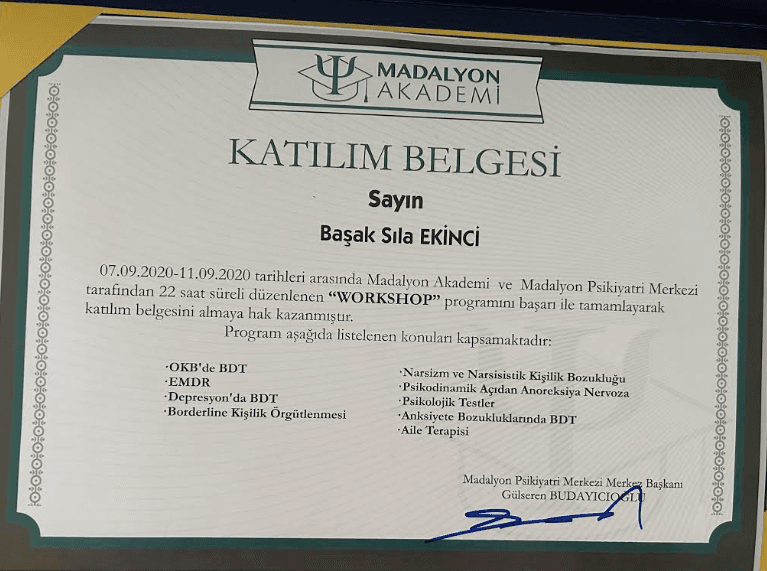 MADALYON
AKADEMİ
KATILIM BELGESİ
Sayın
Başak Sıla EKİNCİ
07.09.2020-11.09.2020 tarihleri arasında Madalyon Akademi ve Madalyon Psikiyatri Merkezi
tarafından 22 saat süreli düzenlenen “WORKSHOP” programını başarı ile tamamlayarak
katılım belgesini almaya hak kazanmıştır.
Program aşağıda listelenen konuları kapsamaktadır:
·OKB'de BDT
·EMDR
·Depresyon'da BDT
·Borderline Kişilik Örgütlenmesi
·Narsizm ve Narsisistik Kişilik Bozukluğu
·Psikodinamik Açıdan Anoreksiya Nervoza
·Psikolojik Testler
·Anksiyete Bozukluklarında BDT
·Aile Terapisi
Madalyon Psikiyatri Merkezi Merkez Başkanı
Gülseren BUDAYICIOĞLU